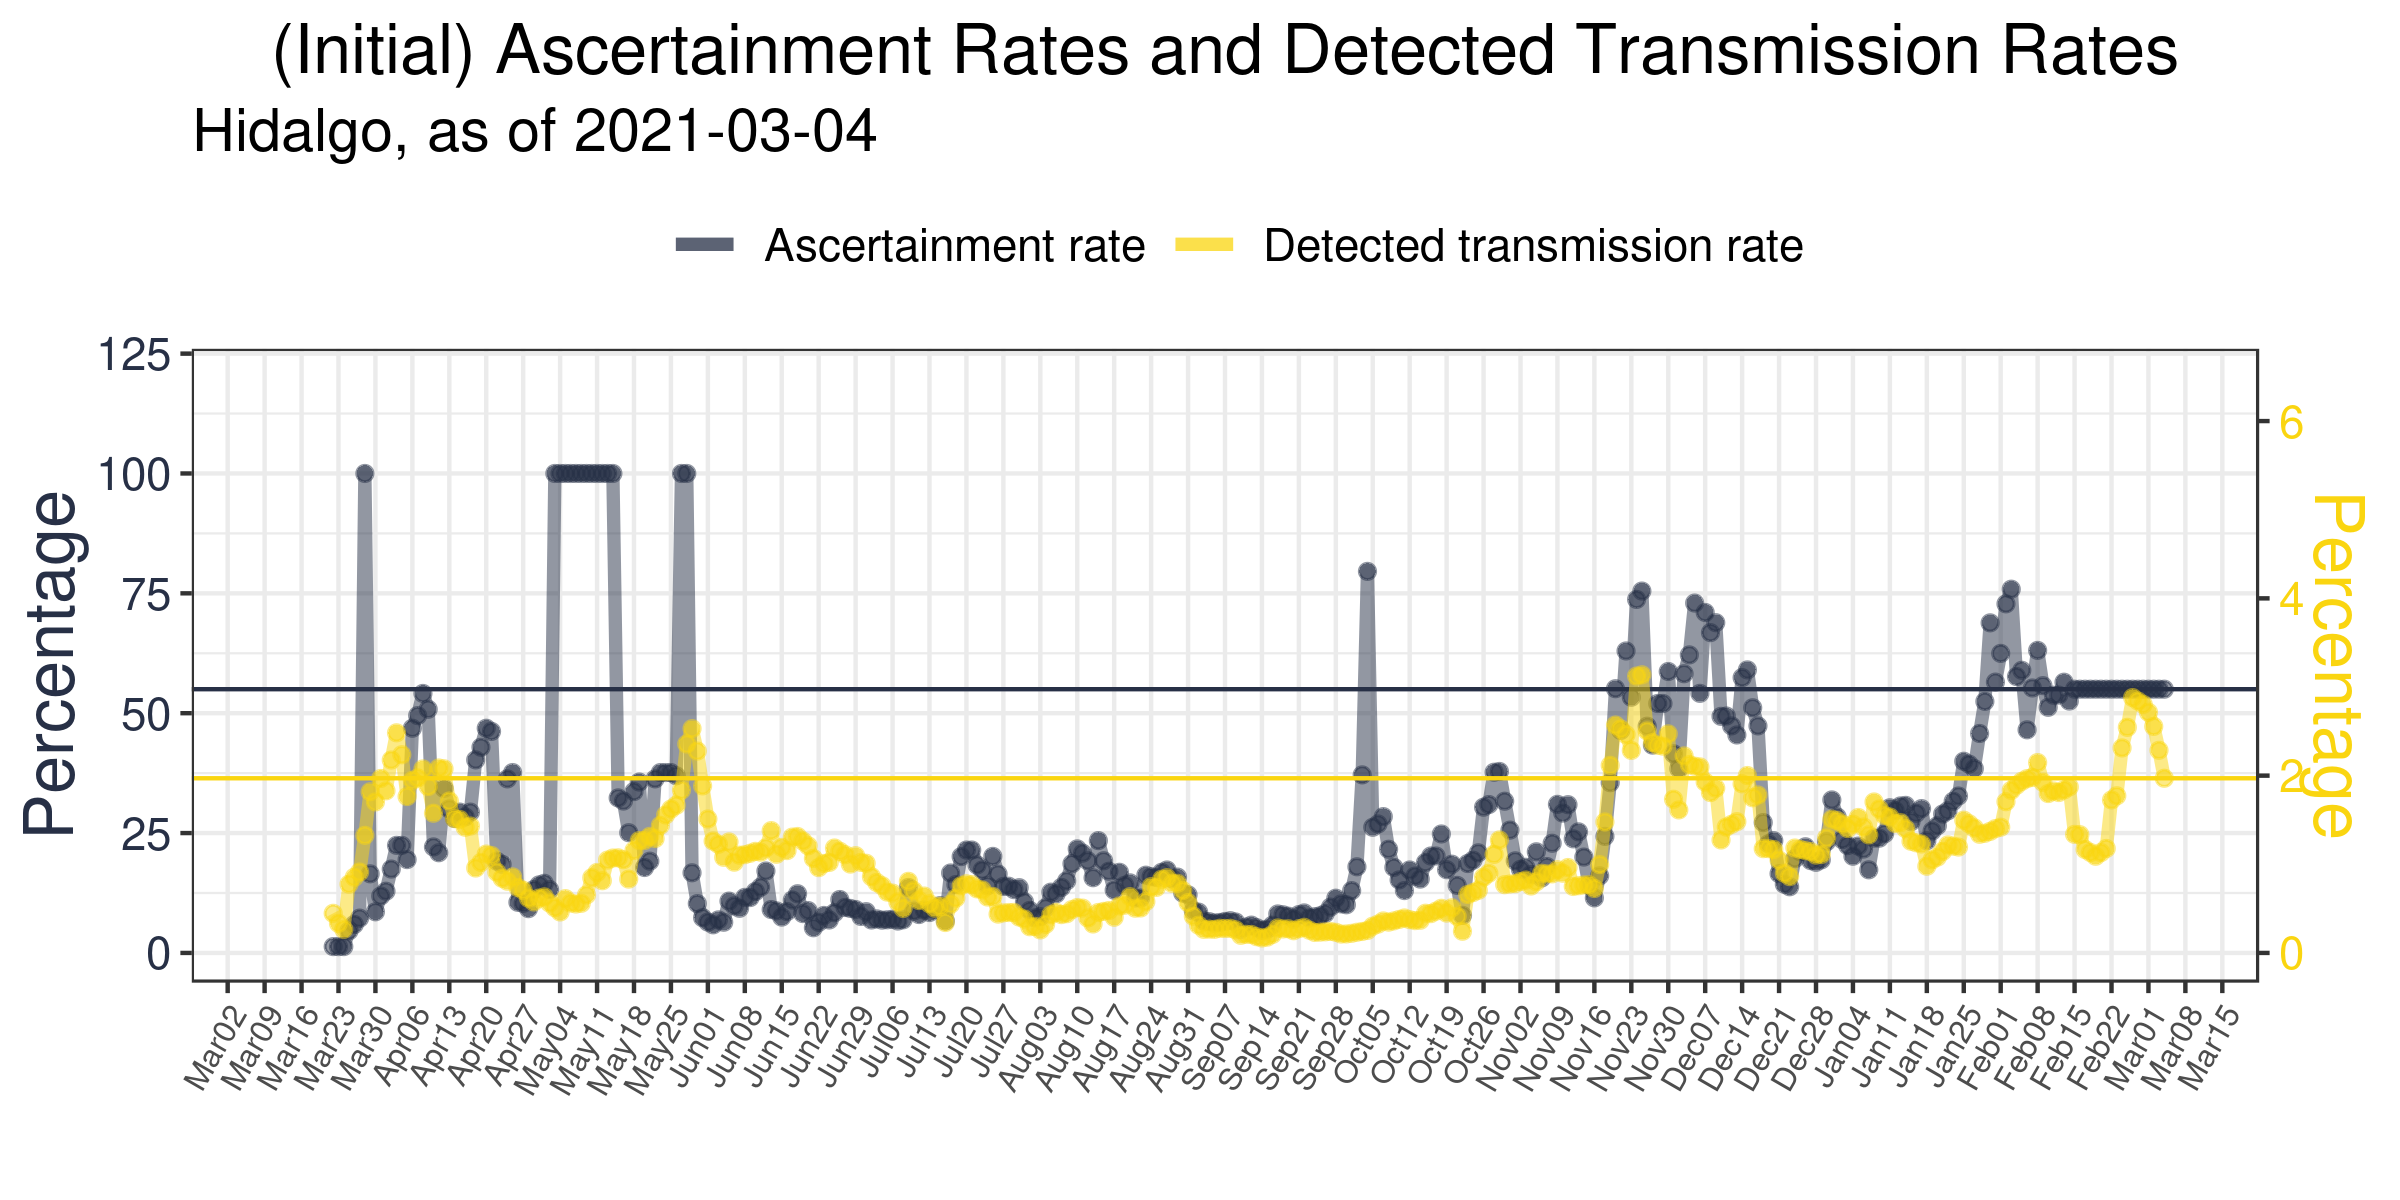 (Initial) Ascertainment Rates and Detected Transmission Rates
Hidalgo, as of 2021-03-04
Ascertainment rate
Detected transmission rate
Percentage
125
100
75
50
25
0
6
4
2
0
Percentage
Mar02
Mar09
Mar16
Mar23
Mar30
Apr06
Apr13
Apr20
Apr27
May04
May11
May18
May25
Jun01
Jun08
Jun15
Jun22
Jun29
Jul06
Jul13
Jul20
Jul27
Aug03
Aug10
Aug17
Aug24
Aug31
Sep07
Sep14
Sep21
Sep28
Oct05
Oct12
Oct19
Oct26
Nov02
Nov09
Nov16
Nov23
Nov30
Dec07
Dec14
Dec21
Dec28
Jan04
Jan11
Jan18
Jan25
Feb01
Feb08
Feb15
Feb22
Mar01
Mar08
Mar15